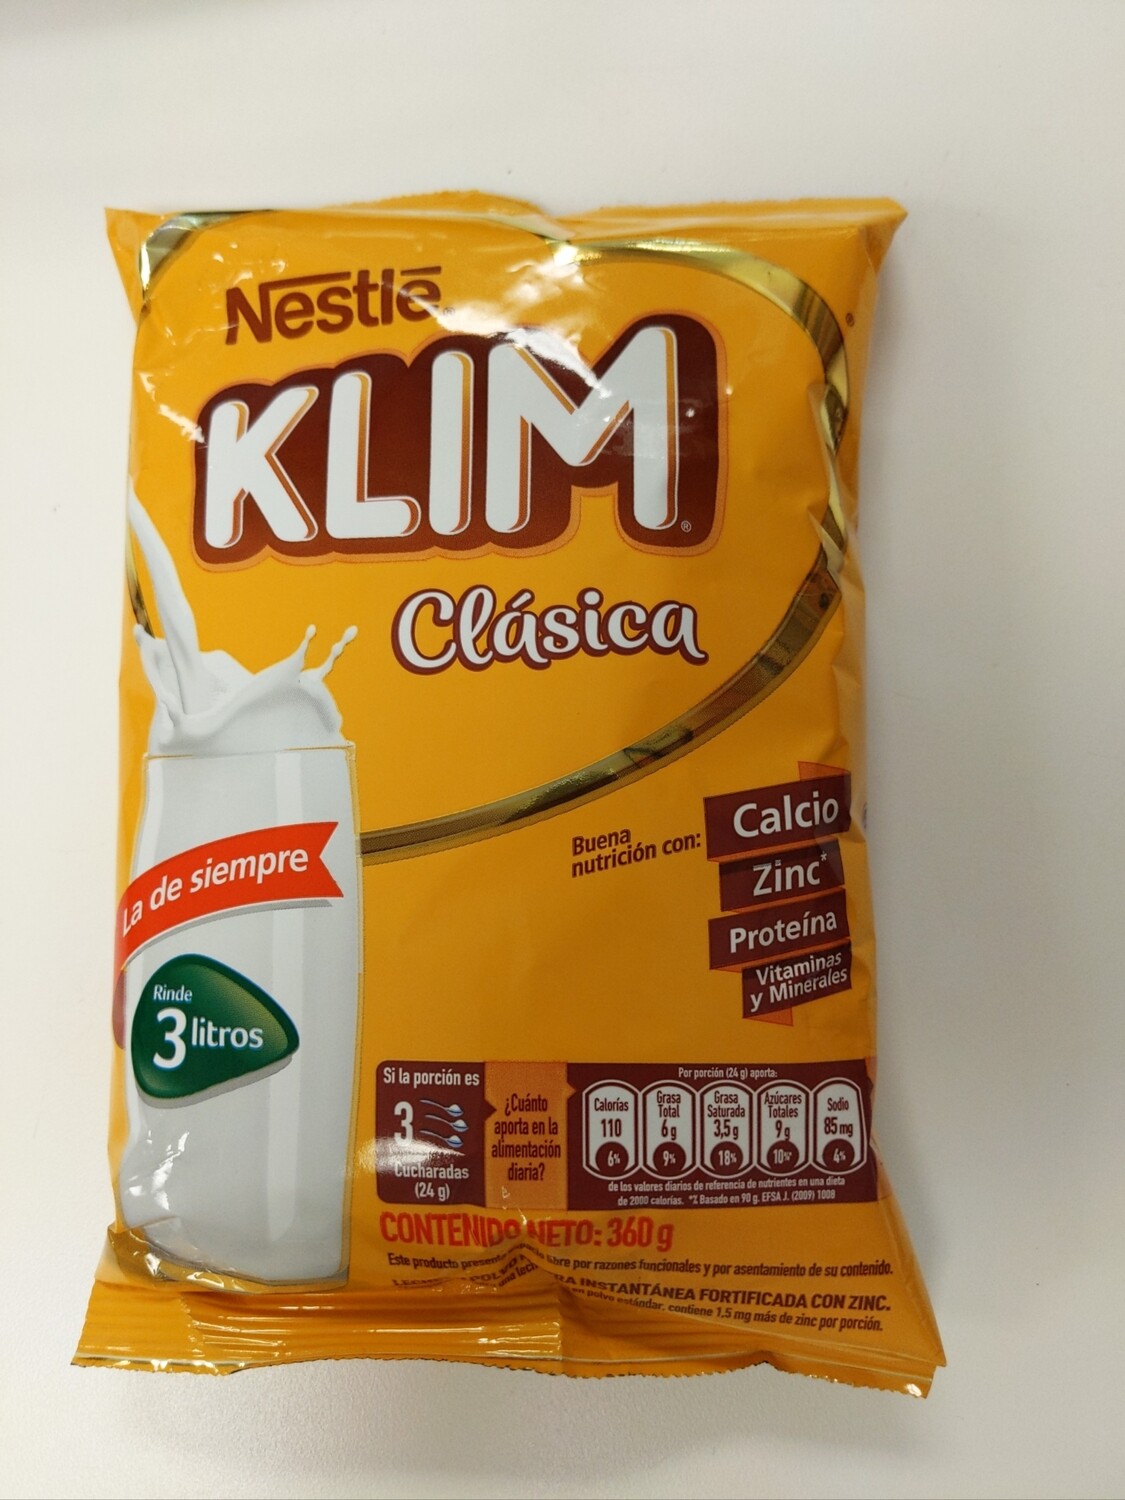 Nestlé
KLIM®
Clásica
Buena
nutrición con:
Calcio
Zinc*
Proteína
Vitaminas
y Minerales
La de siempre
Rinde
3 litros
Si la porción es
3
Cucharadas
(24 g)
¿Cuánto
aporta en la
alimentación
diaria?
Por porción (24 g) aporta:
Calorías
110
6%
Grasa
Total
6 g
9%
Grasa
Saturada
3,5 g
18%
Azúcares
Totales
9 g
10%*
Sodio
85 mg
4%
de los valores diarios de referencia de nutrientes en una dieta
de 2000 calorías. *% Basado en 90 g. EFSA J. (2009) 1008
CONTENIDO NETO: 360 g
Este producto presenta libre por razones funcionales y por asentamiento de su contenido.
INSTANTÁNEA FORTIFICADA CON ZINC.
en polvo estándar, contiene 1.5 mg más de zinc por porción.